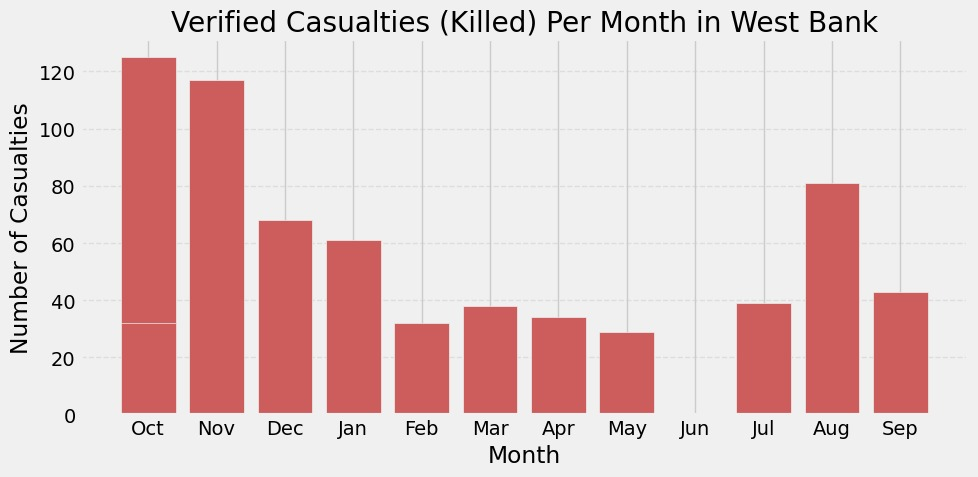 Verified Casualties (Killed) Per Month in West Bank
Number of Casualties
120
100
80
60
40
20
0
Oct Nov Dec Jan Feb Mar Apr May Jun Jul Aug Sep
Month